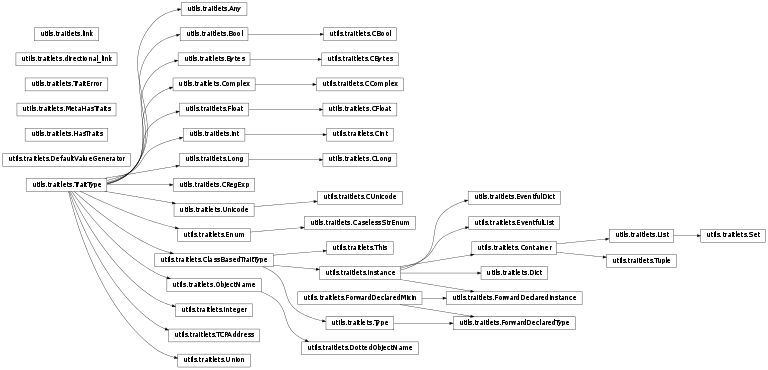 utils.traitlets.Any
utils.traitlets.link
utils.traitlets.Bool
utils.traitlets.CBool
utils.traitlets.directional_link
utils.traitlets.Bytes
utils.traitlets.CBytes
utils.traitlets.TraitError
utils.traitlets.Complex
utils.traitlets.CComplex
utils.traitlets.MetaHasTraits
utils.traitlets.Float
utils.traitlets.CFloat
utils.traitlets.HasTraits
utils.traitlets.Int
utils.traitlets.CInt
utils.traitlets.DefaultValueGenerator
utils.traitlets.Long
utils.traitlets.CLong
utils.traitlets.TraitType
utils.traitlets.CRegExp
utils.traitlets.CUnicode
utils.traitlets.EventfulDict
utils.traitlets.Unicode
utils.traitlets.CaselessStrEnum
utils.traitlets.EventfulList
utils.traitlets.Enum
utils.traitlets.List
utils.traitlets.Set
utils.traitlets.This
utils.traitlets.Container
utils.traitlets.ClassBasedTraitType
utils.traitlets.Tuple
utils.traitlets.Instance
utils.traitlets.Dict
utils.traitlets.ObjectName
utils.traitlets.ForwardDeclaredMixin
utils.traitlets.ForwardDeclaredInstance
utils.traitlets.Integer
utils.traitlets.Type
utils.traitlets.ForwardDeclaredType
utils.traitlets.TCPAddress
utils.traitlets.DottedObjectName
utils.traitlets.Union